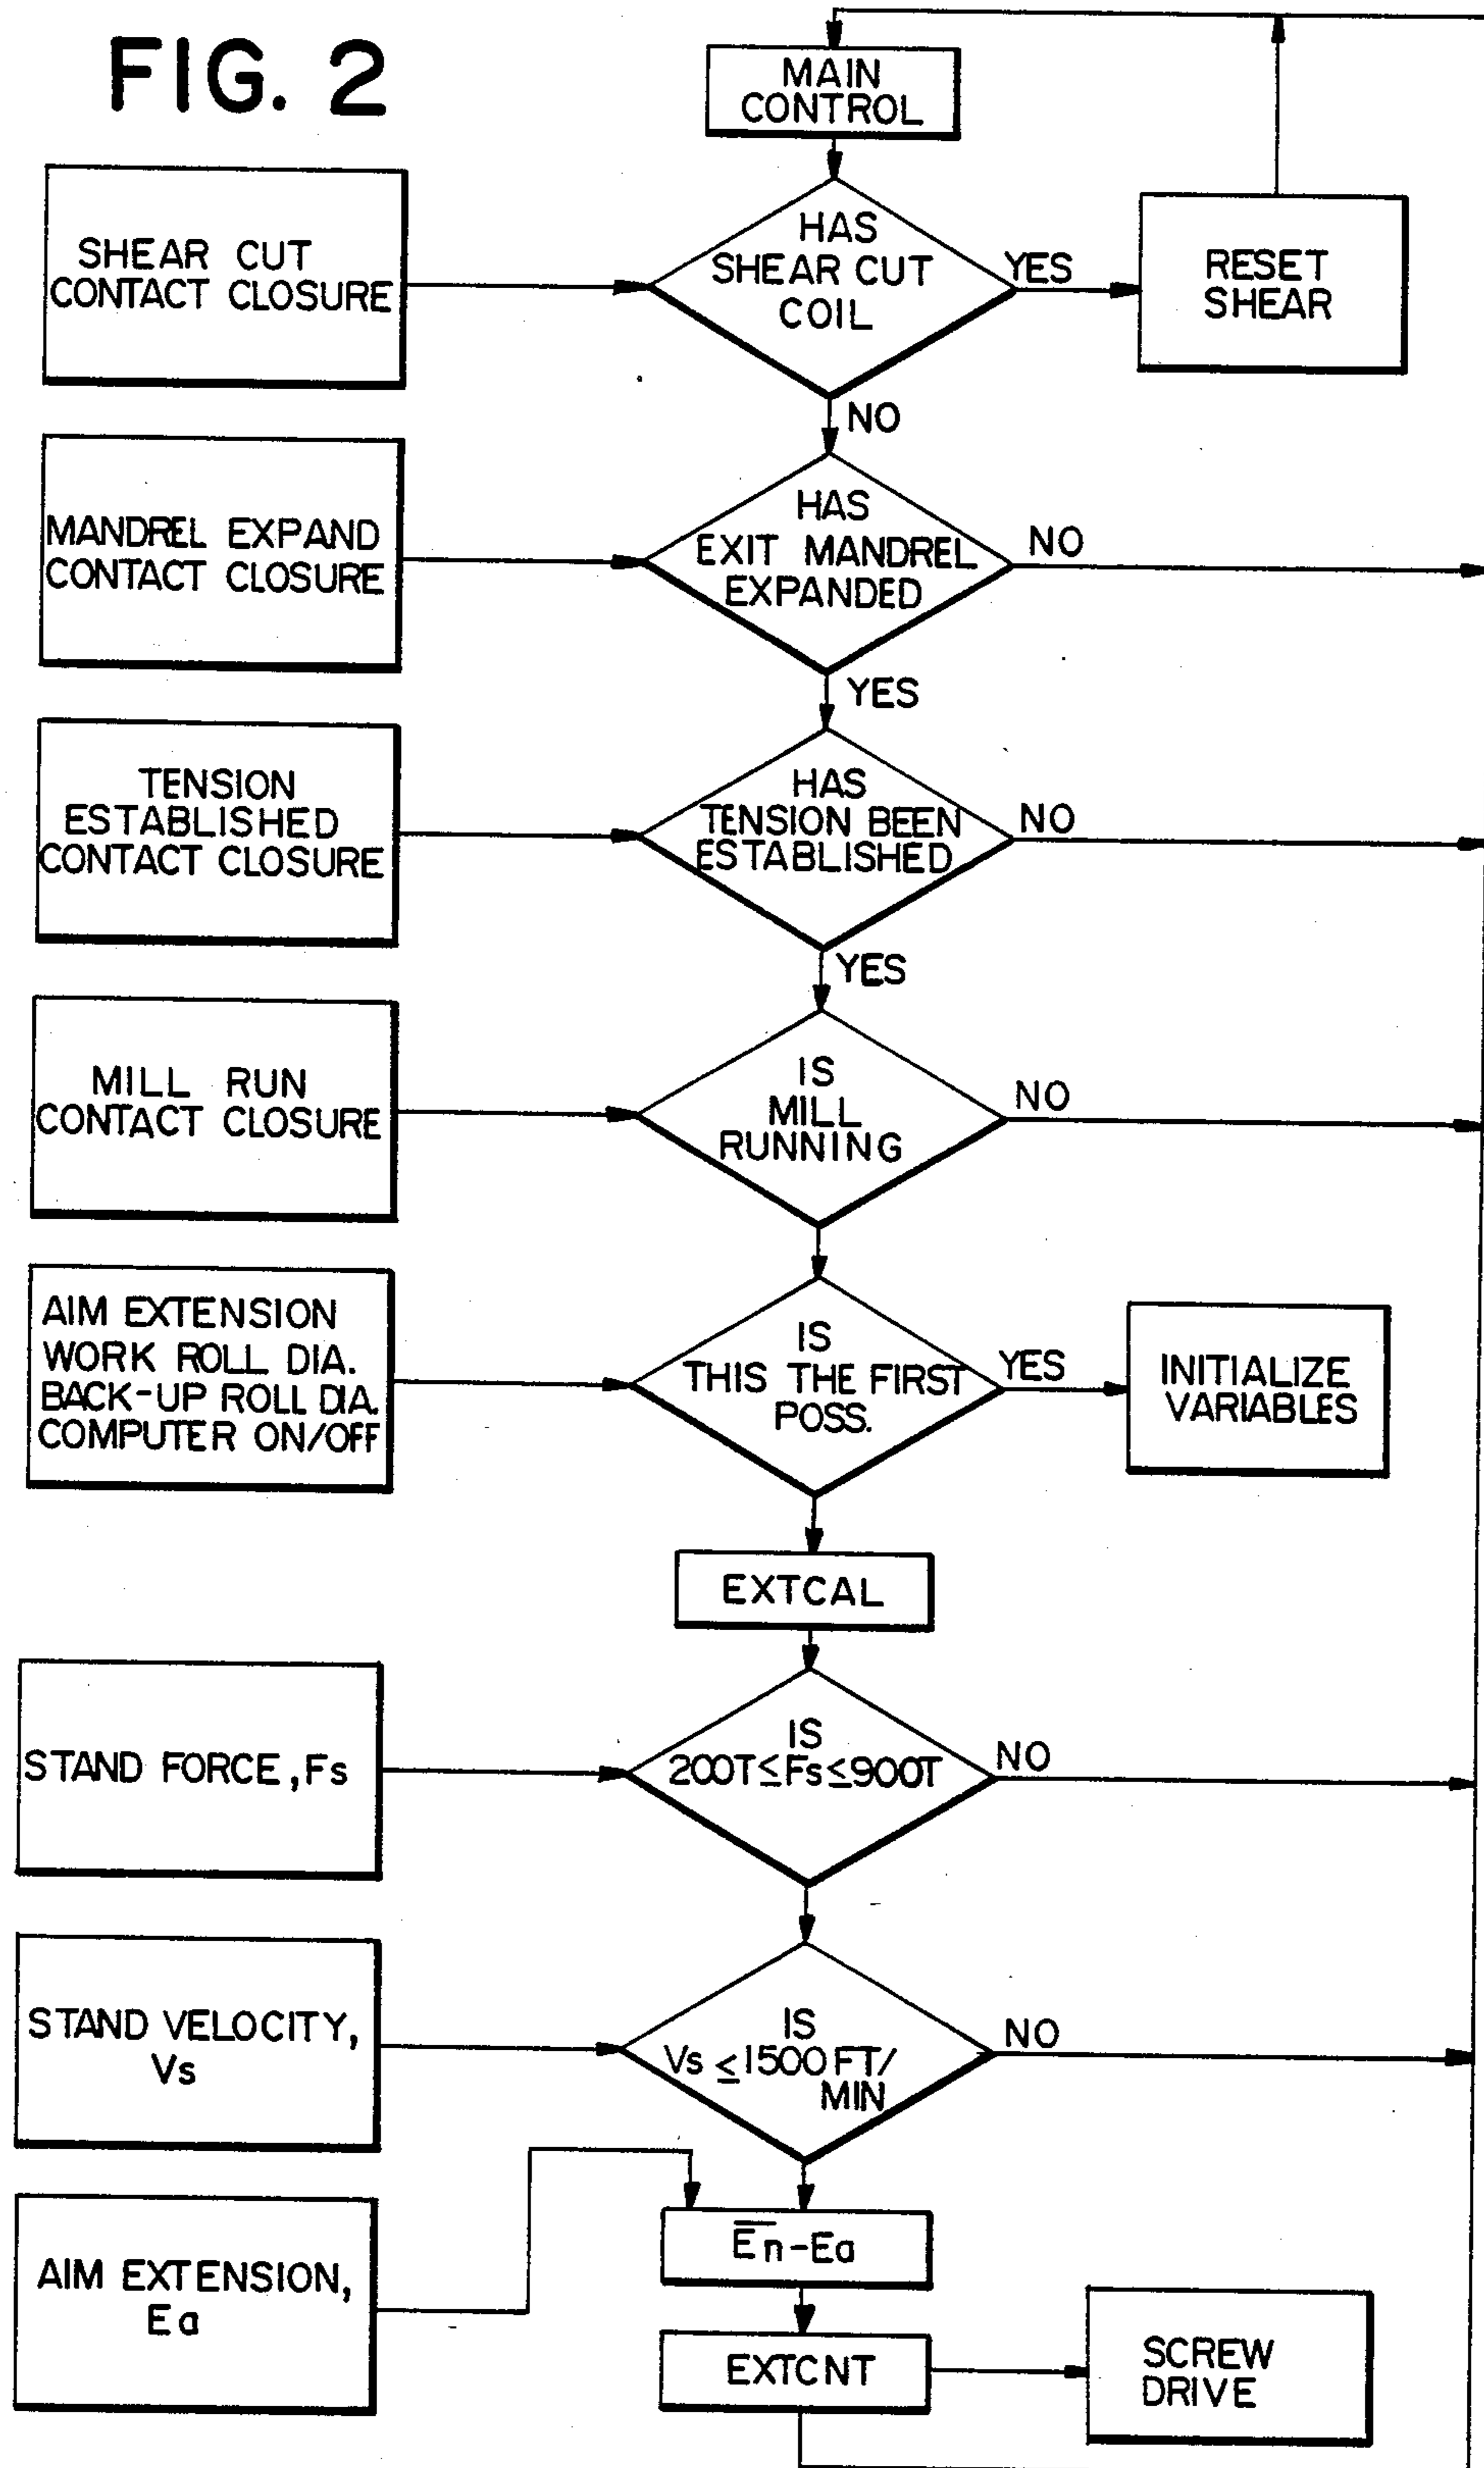 FIG. 2
MAIN
CONTROL
SHEAR CUT
CONTACT CLOSURE
HAS
SHEAR CUT
COIL
YES
RESET
SHEAR
NO
MANDREL EXPAND
CONTACT CLOSURE
HAS
EXIT MANDREL
EXPANDED
NO
YES
TENSION
ESTABLISHED
CONTACT CLOSURE
HAS
TENSION BEEN
ESTABLISHED
NO
YES
MILL RUN
CONTACT CLOSURE
IS
MILL
RUNNING
NO
AIM EXTENSION
WORK ROLL DIA.
BACK-UP ROLL DIA.
COMPUTER ON/OFF
IS
THIS THE FIRST
POSS.
YES
INITIALIZE
VARIABLES
EXTCAL
STAND FORCE, Fs
IS
200T≤Fs≤900T
NO
STAND VELOCITY,
Vs
IS
Vs ≤1500 FT/
MIN
NO
AIM EXTENSION,
Ea
E̅n̅-Ea
EXTCNT
SCREW
DRIVE